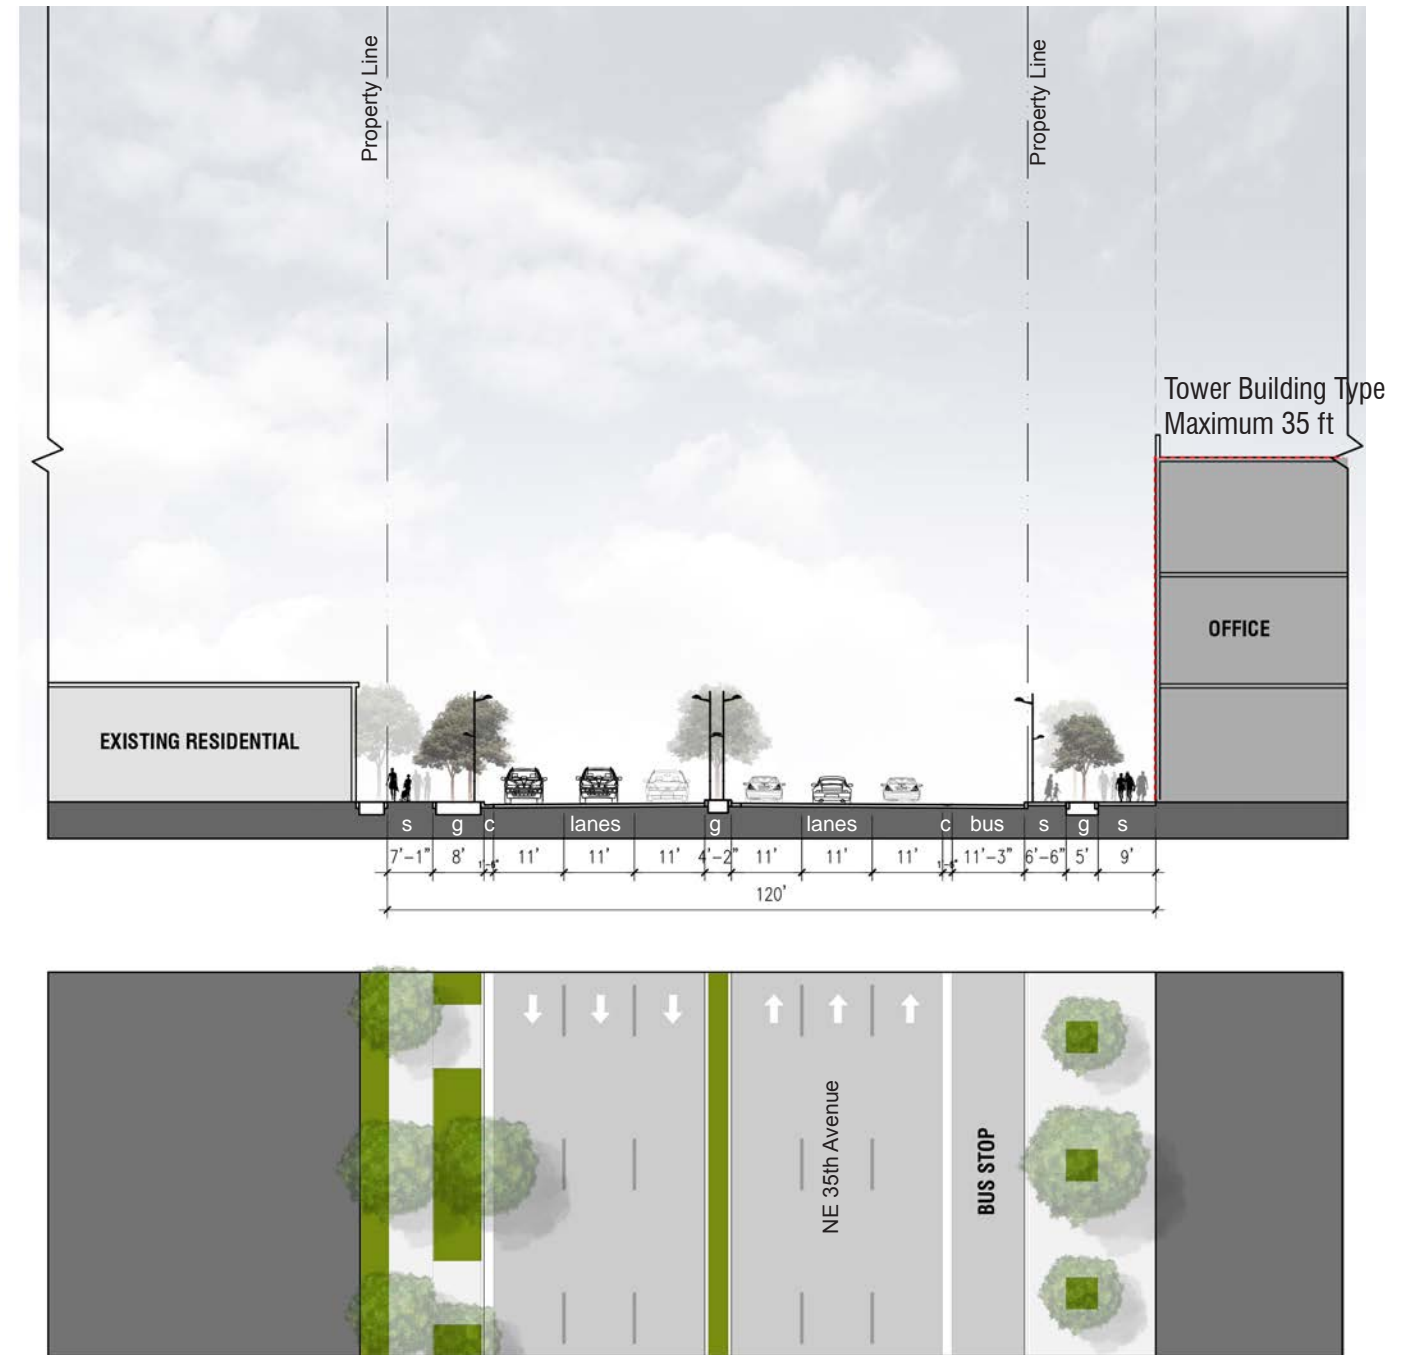 Property Line
Property Line
Tower Building Type
Maximum 35 ft
OFFICE
EXISTING RESIDENTIAL
s g c lanes g lanes c bus s g s
7'-1" 8' 11' 11' 11' 4'-2" 11' 11' 11' 11'-3" 6'-6" 5' 9'
120'
NE 35th Avenue
BUS STOP